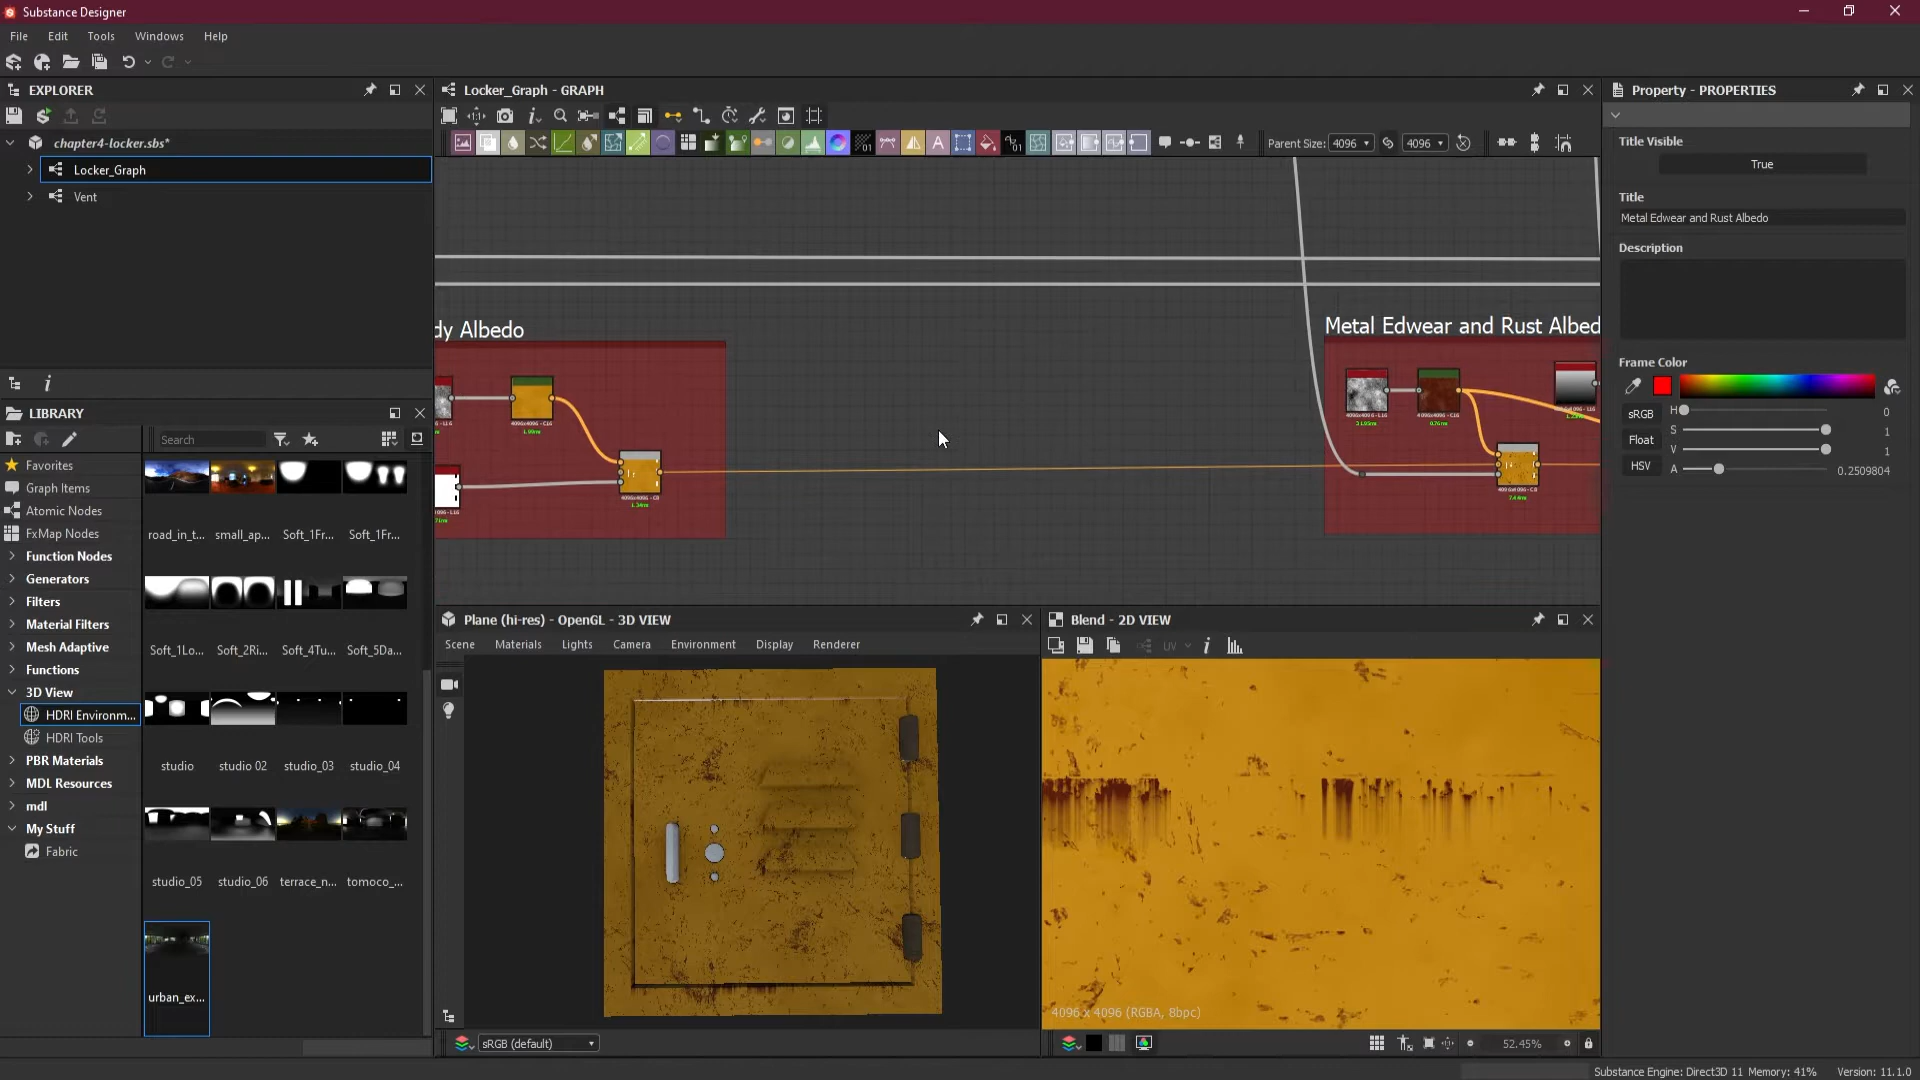 Substance Designer
File Edit Tools Windows Help
EXPLORER
chapter4-locker.sbs*
Locker_Graph
Vent
LIBRARY
Search
Favorites
Graph Items
Atomic Nodes
FxMap Nodes
Function Nodes
Generators
Filters
Material Filters
Mesh Adaptive
Functions
3D View
HDRI Environm...
HDRI Tools
PBR Materials
MDL Resources
mdl
My Stuff
Fabric
road_in_t... small_ap... Soft_1Fr... Soft_1Fr...
Soft_1Lo... Soft_2Ri... Soft_4Tu... Soft_5Da...
studio studio 02 studio_03 studio_04
studio_05 studio_06 terrace_n... tomoco_...
urban_ex...
Locker_Graph - GRAPH
Parent Size: 4096 4096
dy Albedo
Metal Edwear and Rust Albed
Plane (hi-res) - OpenGL - 3D VIEW
Scene Materials Lights Camera Environment Display Renderer
sRGB (default)
Blend - 2D VIEW
UV
4096 x 4096 (RGBA, 8bpc)
52.45%
Property - PROPERTIES
Title Visible
True
Title
Metal Edwear and Rust Albedo
Description
Frame Color
sRGB H 0
S 1
Float V 1
HSV A 0.2509804
Substance Engine: Direct3D 11 Memory: 41% Version: 11.1.0